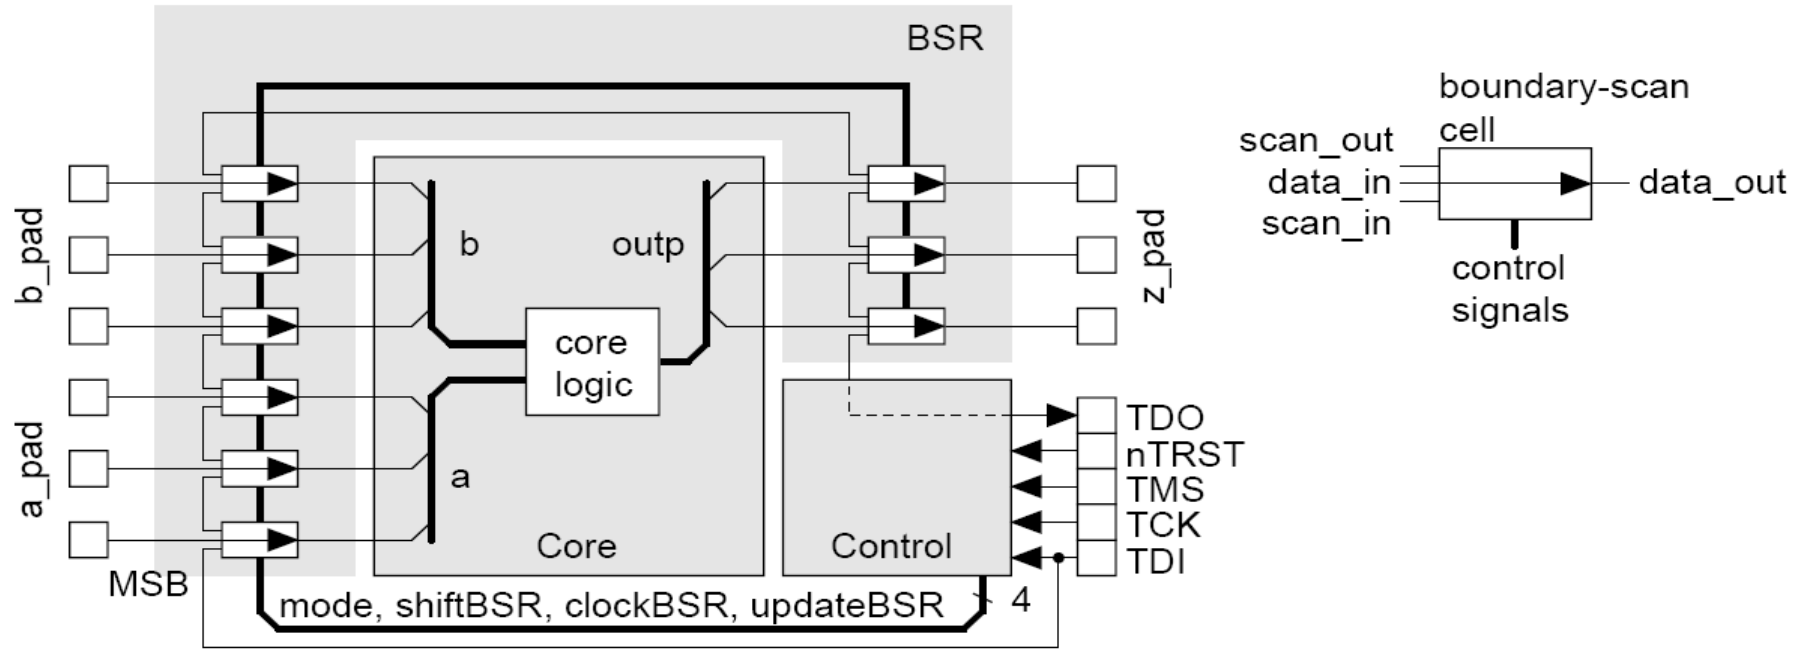 BSR
boundary-scan
cell
scan_out
data_in
data_out
scan_in
control
signals
b_pad
a_pad
z_pad
b
outp
core
logic
a
Core
Control
TDO
nTRST
TMS
TCK
TDI
MSB
mode, shiftBSR, clockBSR, updateBSR
4